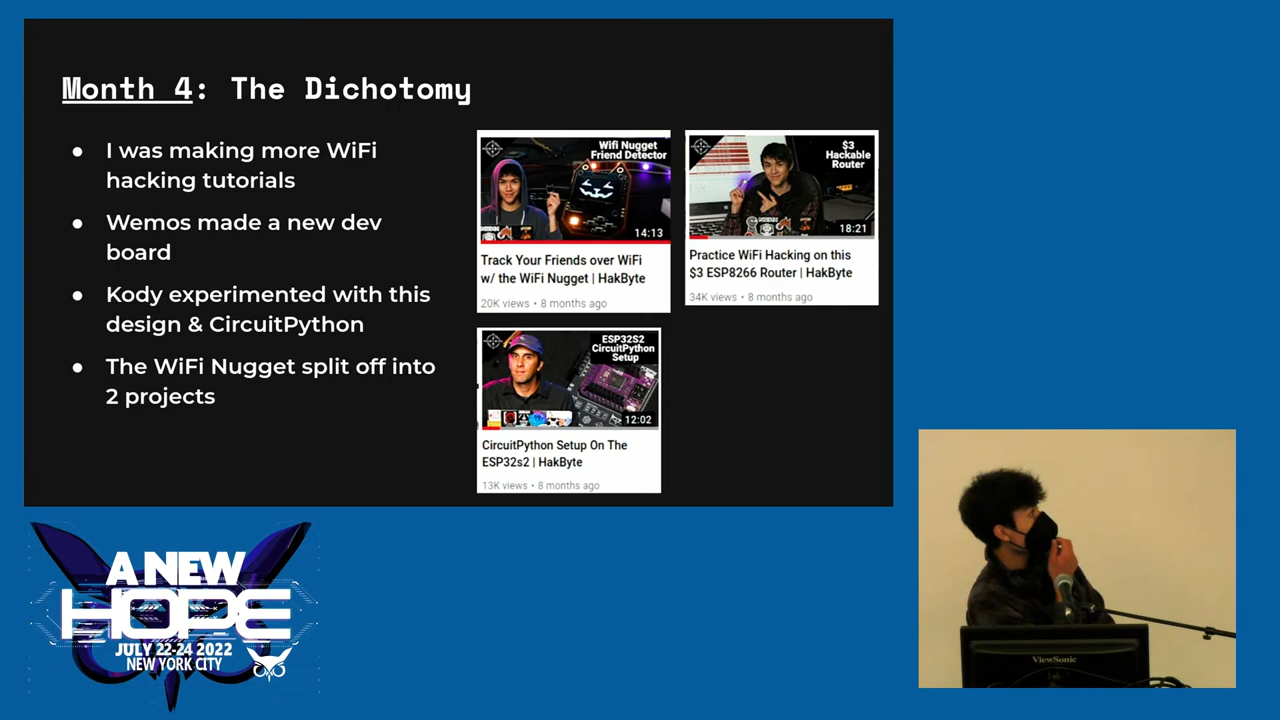 Month 4: The Dichotomy
● I was making more WiFi
hacking tutorials
● Wemos made a new dev
board
● Kody experimented with this
design & CircuitPython
● The WiFi Nugget split off into
2 projects
Wifi Nugget
Friend Detector
14:13
Track Your Friends over WiFi
w/ the WiFi Nugget | HakByte
20K views • 8 months ago
$3
Hackable
Router
18:21
Practice WiFi Hacking on this
$3 ESP8266 Router | HakByte
34K views • 8 months ago
ESP32S2
CircuitPython
Setup
12:02
CircuitPython Setup On The
ESP32s2 | HakByte
13K views • 8 months ago
A NEW
HOPE
JULY 22-24 2022
NEW YORK CITY
ViewSonic